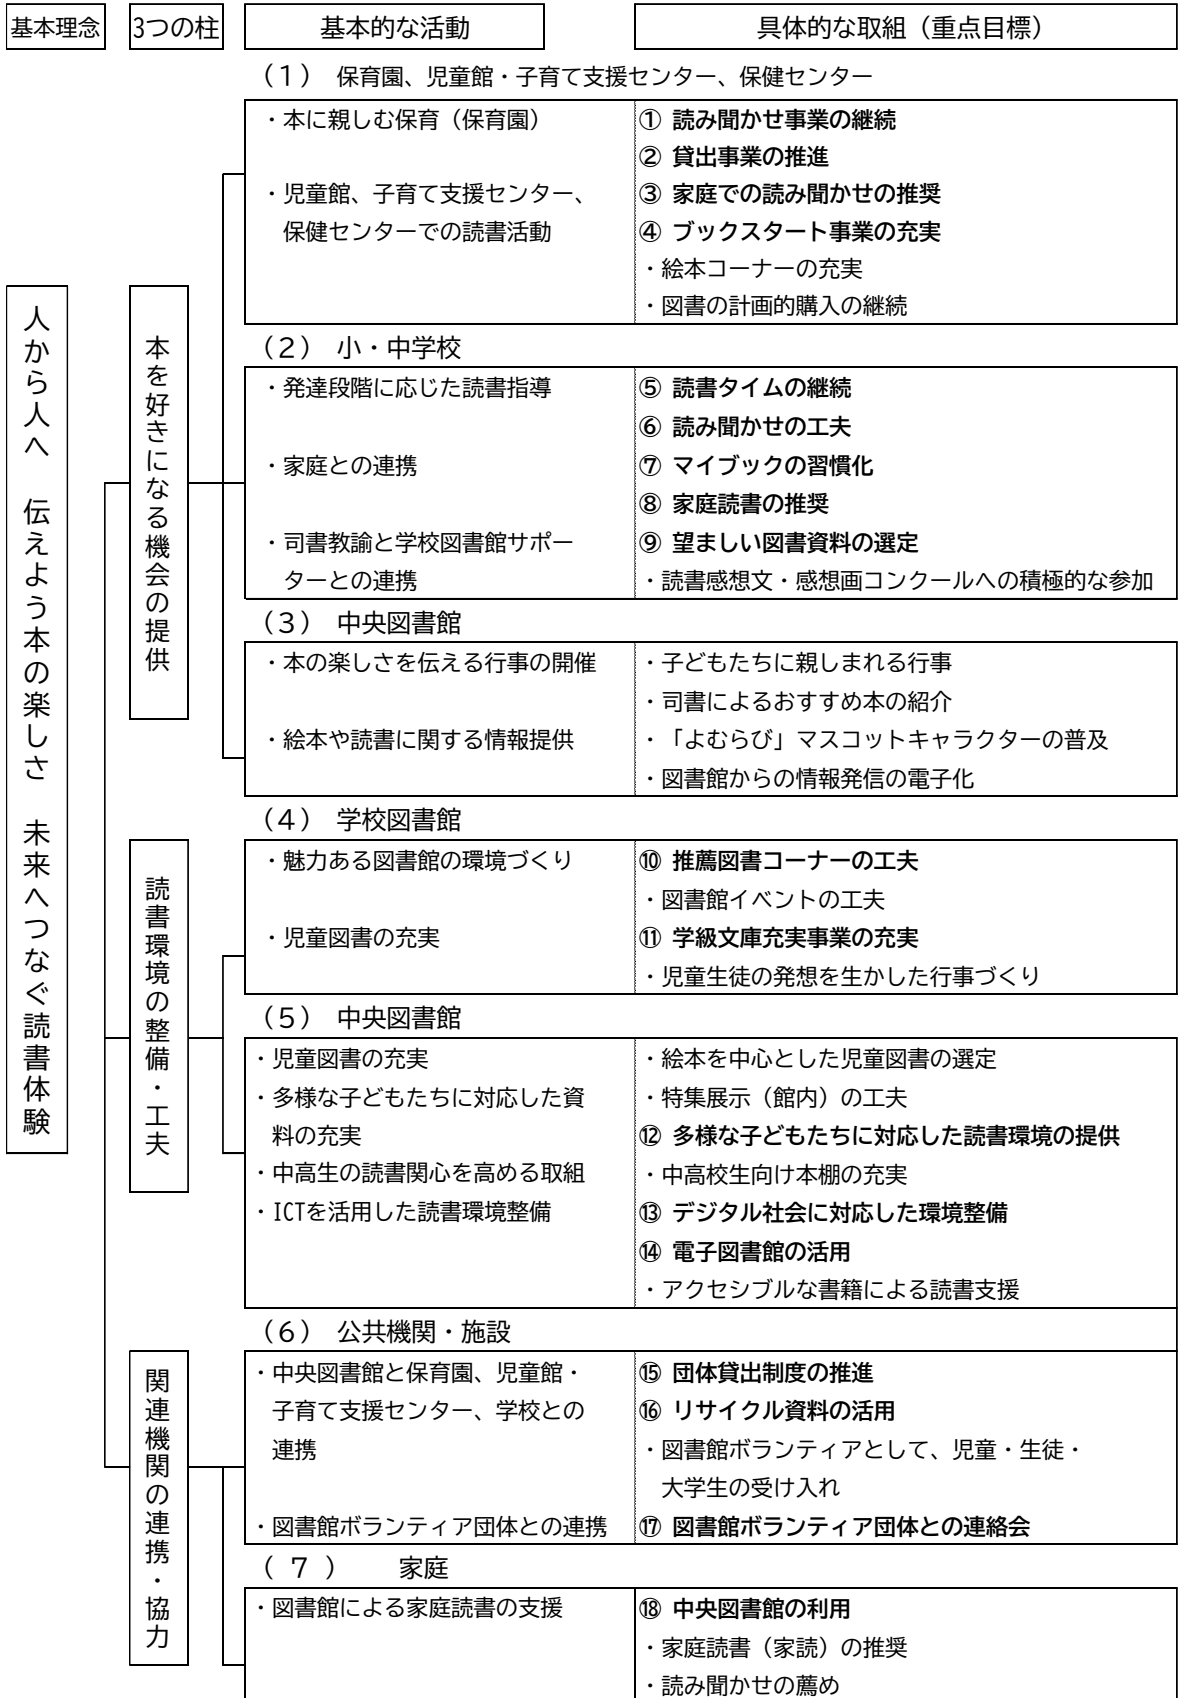 基本理念
3つの柱
基本的な活動
具体的な取組（重点目標）
人から人へ　伝えよう本の楽しさ　未来へつなぐ読書体験
本を好きになる機会の提供
（１）　保育園、児童館・子育て支援センター、保健センター
・本に親しむ保育（保育園）
・児童館、子育て支援センター、
保健センターでの読書活動
① 読み聞かせ事業の継続
② 貸出事業の推進
③ 家庭での読み聞かせの推奨
④ ブックスタート事業の充実
・絵本コーナーの充実
・図書の計画的購入の継続
（２）　小・中学校
・発達段階に応じた読書指導
・家庭との連携
・司書教諭と学校図書館サポー
ターとの連携
⑤ 読書タイムの継続
⑥ 読み聞かせの工夫
⑦ マイブックの習慣化
⑧ 家庭読書の推奨
⑨ 望ましい図書資料の選定
・読書感想文・感想画コンクールへの積極的な参加
（３）　中央図書館
・本の楽しさを伝える行事の開催
・絵本や読書に関する情報提供
・子どもたちに親しまれる行事
・司書によるおすすめ本の紹介
・「よむらび」マスコットキャラクターの普及
・図書館からの情報発信の電子化
読書環境の整備・工夫
（４）　学校図書館
・魅力ある図書館の環境づくり
・児童図書の充実
⑩ 推薦図書コーナーの工夫
・図書館イベントの工夫
⑪ 学級文庫充実事業の充実
・児童生徒の発想を生かした行事づくり
（５）　中央図書館
・児童図書の充実
・多様な子どもたちに対応した資
料の充実
・中高生の読書関心を高める取組
・ICTを活用した読書環境整備
・絵本を中心とした児童図書の選定
・特集展示（館内）の工夫
⑫ 多様な子どもたちに対応した読書環境の提供
・中高校生向け本棚の充実
⑬ デジタル社会に対応した環境整備
⑭ 電子図書館の活用
・アクセシブルな書籍による読書支援
関連機関の連携・協力
（６）　公共機関・施設
・中央図書館と保育園、児童館・
子育て支援センター、学校との
連携
・図書館ボランティア団体との連携
⑮ 団体貸出制度の推進
⑯ リサイクル資料の活用
・図書館ボランティアとして、児童・生徒・
大学生の受け入れ
⑰ 図書館ボランティア団体との連絡会
（７）　　家庭
・図書館による家庭読書の支援
⑱ 中央図書館の利用
・家庭読書（家読）の推奨
・読み聞かせの薦め